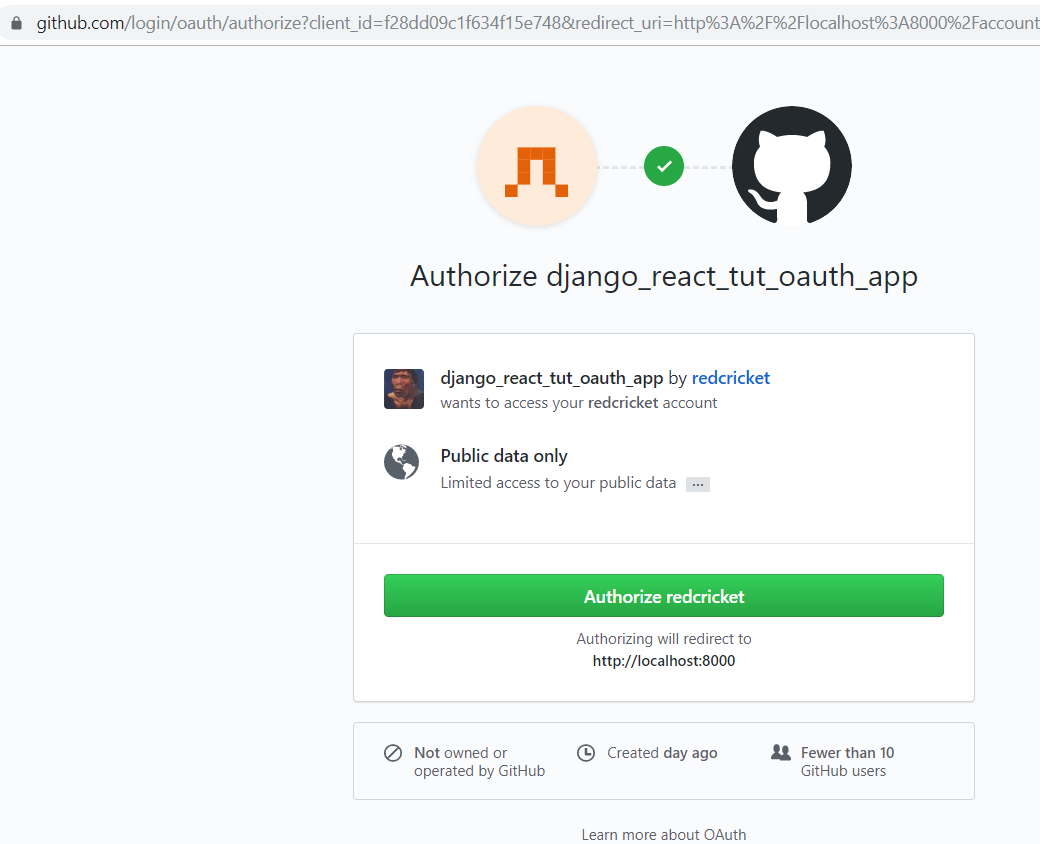 github.com/login/oauth/authorize?client_id=f28dd09c1f634f15e748&redirect_uri=http%3A%2F%2Flocalhost%3A8000%2Faccount
Authorize django_react_tut_oauth_app
django_react_tut_oauth_app by redcricket
wants to access your redcricket account
Public data only
Limited access to your public data ...
Authorize redcricket
Authorizing will redirect to
http://localhost:8000
Not owned or
operated by GitHub
Created day ago
Fewer than 10
GitHub users
Learn more about OAuth